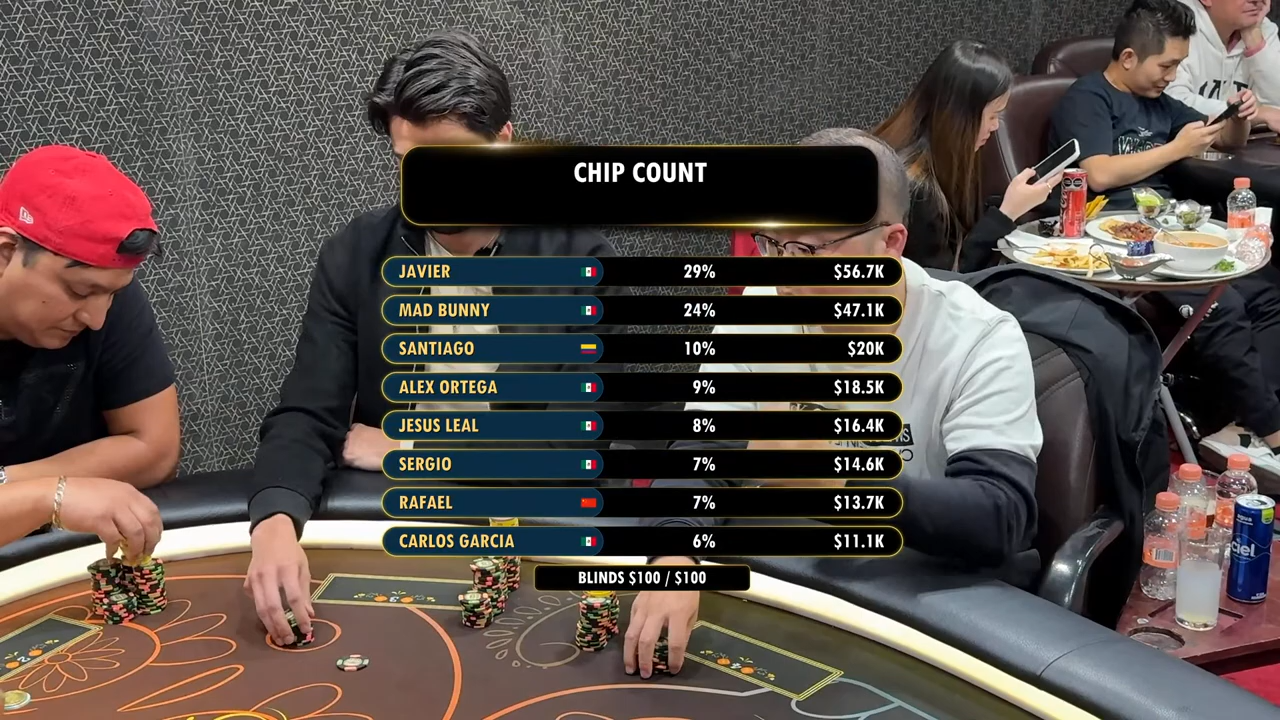 CHIP COUNT
JAVIER 29% $56.7K
MAD BUNNY 24% $47.1K
SANTIAGO 10% $20K
ALEX ORTEGA 9% $18.5K
JESUS LEAL 8% $16.4K
SERGIO 7% $14.6K
RAFAEL 7% $13.7K
CARLOS GARCIA 6% $11.1K
BLINDS $100 / $100
ciel